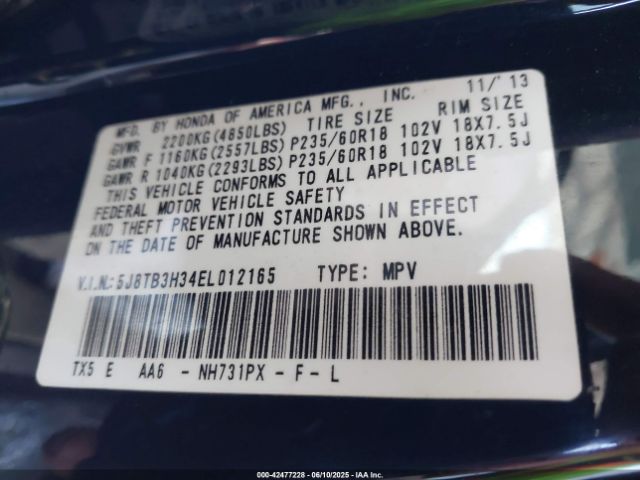 MFD. BY HONDA OF AMERICA MFG., INC. 11/'13
GVWR 2200KG(4850LBS) TIRE SIZE RIM SIZE
GAWR F 1160KG(2557LBS) P235/60R18 102V 18X7.5J
GAWR R 1040KG(2293LBS) P235/60R18 102V 18X7.5J
THIS VEHICLE CONFORMS TO ALL APPLICABLE
FEDERAL MOTOR VEHICLE SAFETY
AND THEFT PREVENTION STANDARDS IN EFFECT
ON THE DATE OF MANUFACTURE SHOWN ABOVE.
V.I.N.:5J8TB3H34EL012165 TYPE: MPV
TX5 E AA6 - NH731PX - F - L
000-42477228 - 06/10/2025 - IAA Inc.